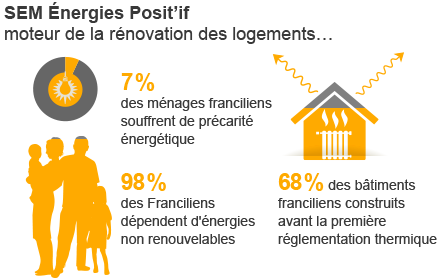 SEM Énergies Posit'if
moteur de la rénovation des logements…
7%
des ménages franciliens
souffrent de précarité
énergétique
98%
des Franciliens
dépendent d'énergies
non renouvelables
68% des bâtiments
franciliens construits
avant la première
réglementation thermique